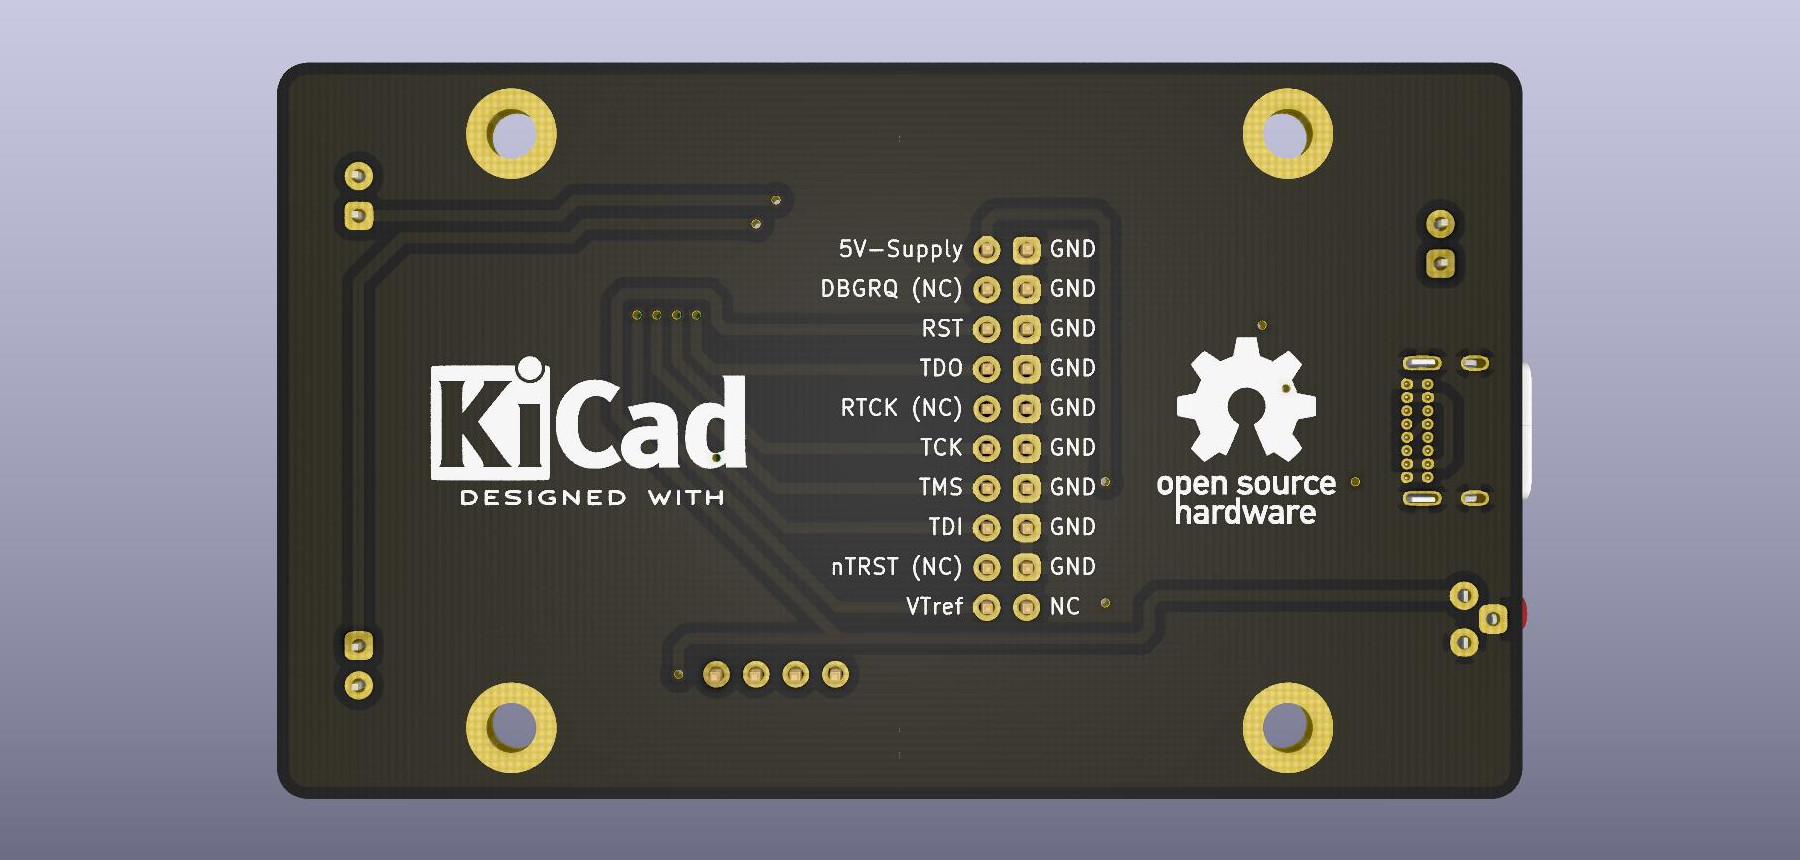 5V-Supply GND
DBGRQ (NC) GND
RST GND
TDO GND
RTCK (NC) GND
TCK GND
TMS GND
TDI GND
nTRST (NC) GND
VTref NC
KiCad
DESIGNED WITH
open source
hardware